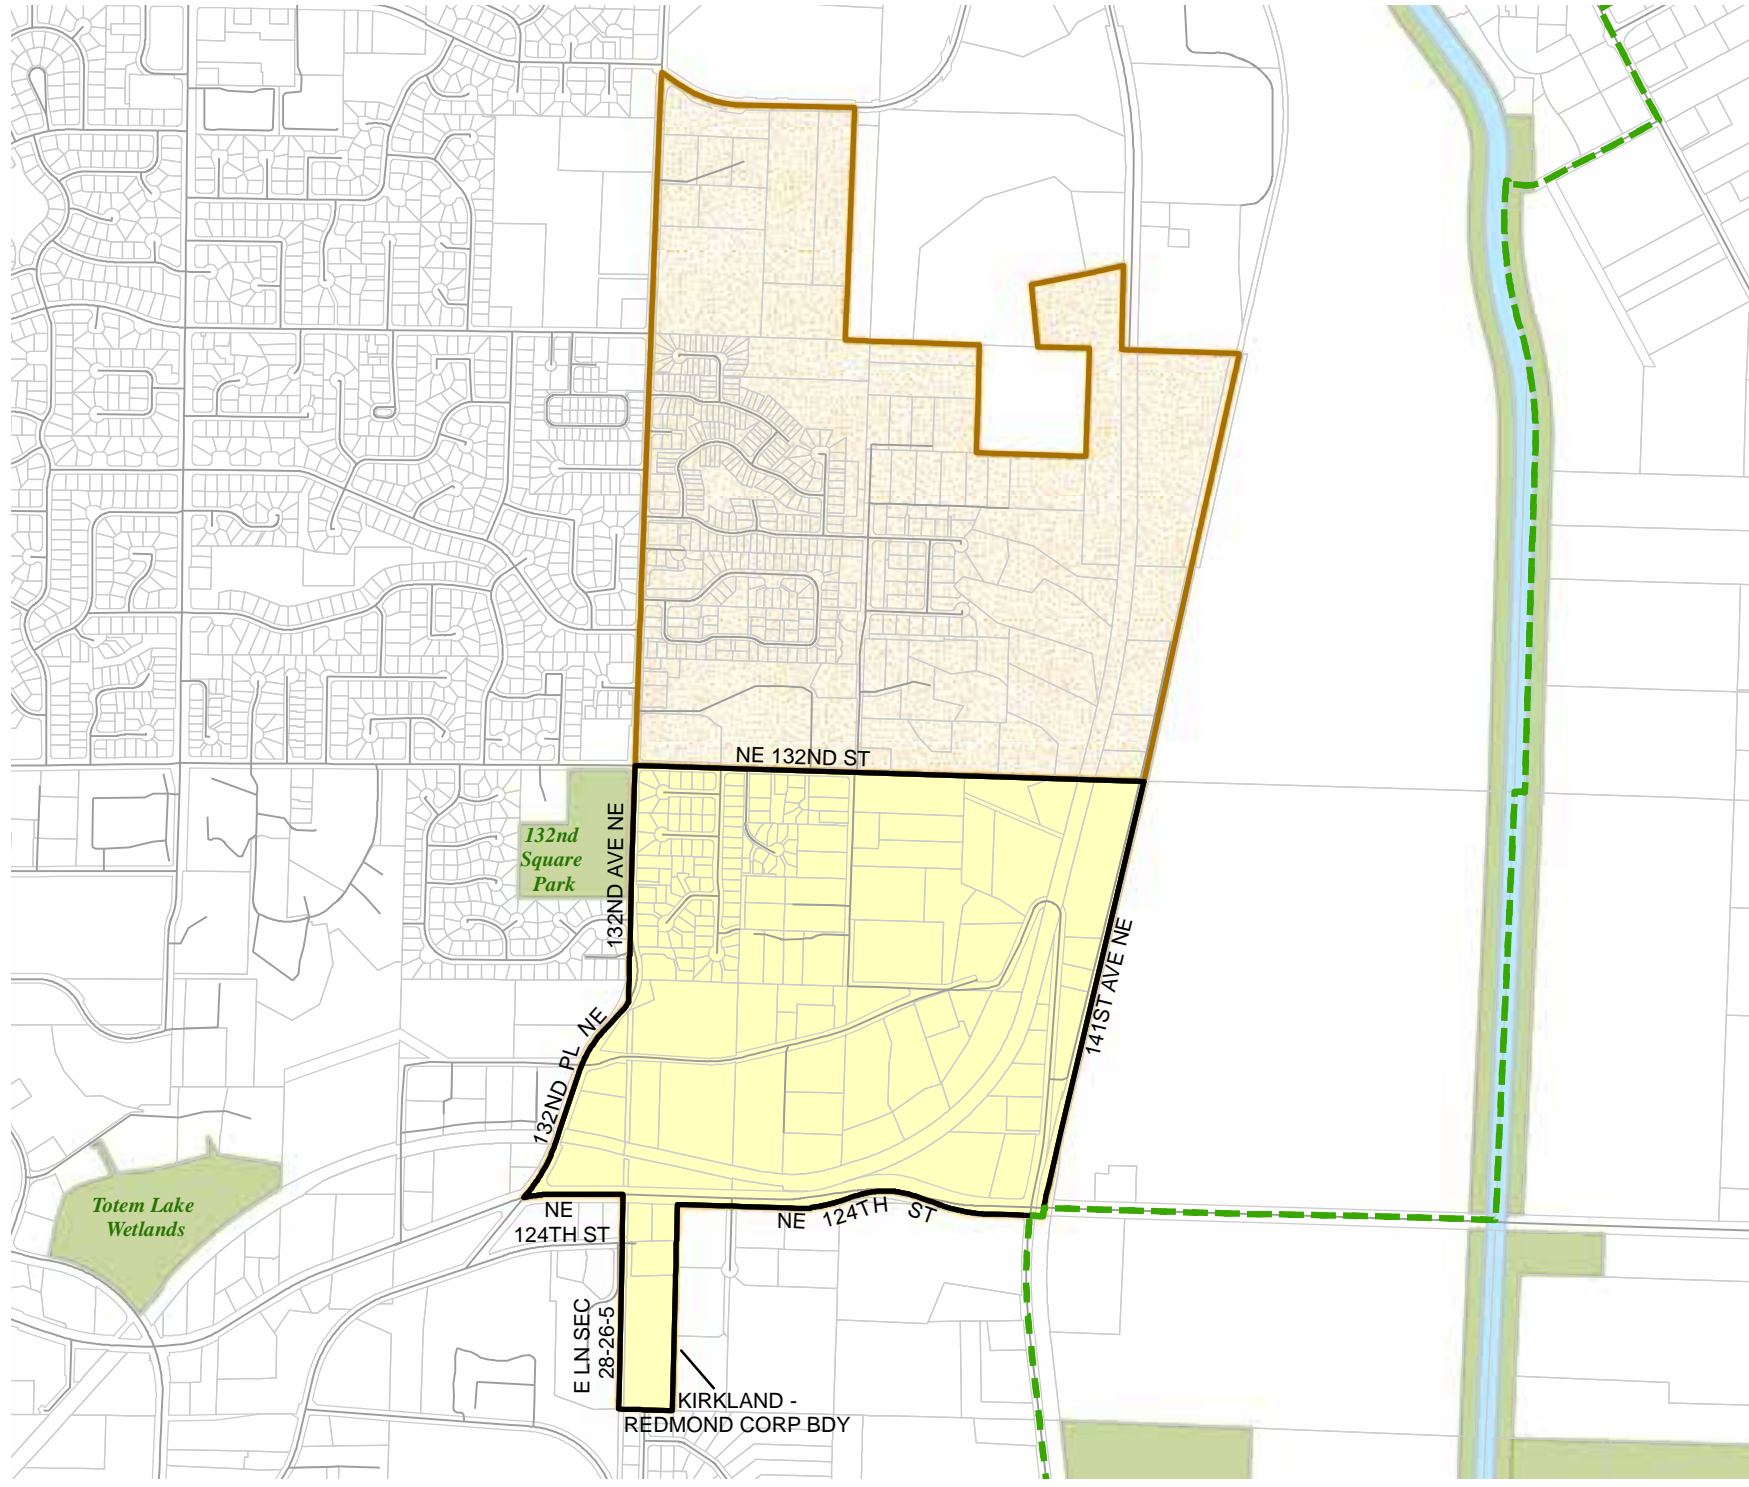 NE 132ND ST
132nd
Square
Park
132ND AVE NE
141ST AVE NE
132ND PL NE
Totem Lake
Wetlands
NE
124TH ST
NE 124TH ST
E LN SEC
28-26-5
KIRKLAND -
REDMOND CORP BDY